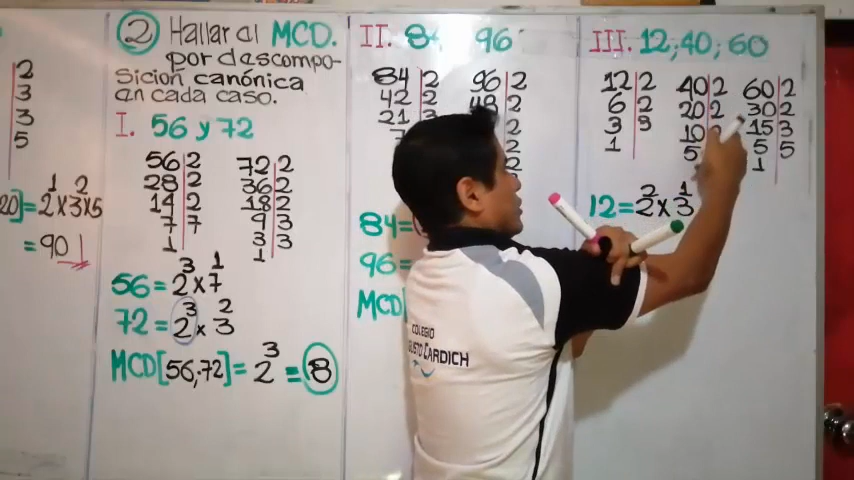 2
3
3
5
20]=2¹x3²x5
= 90
2 Hallar el MCD.
por descompo-
sicion canónica
en cada caso.
I. 56 y 72
56 2
28 2
14 2
7 7
1
72 2
36 2
18 2
9 3
3 3
1
56 = 2³x7¹
72 = 2³x3²
MCD[56,72] = 2³ = 8
II. 8 96
84 2
42 2
21
96 2
48 2
2
2
2
84=
96=
MCD[
III. 12; 40; 60
12 2
6 2
3 3
1
40 2
20 2
10 2
5
60 2
30 2
15 3
5 5
1
12 = 2²x3¹
COLEGIO
CARDICH